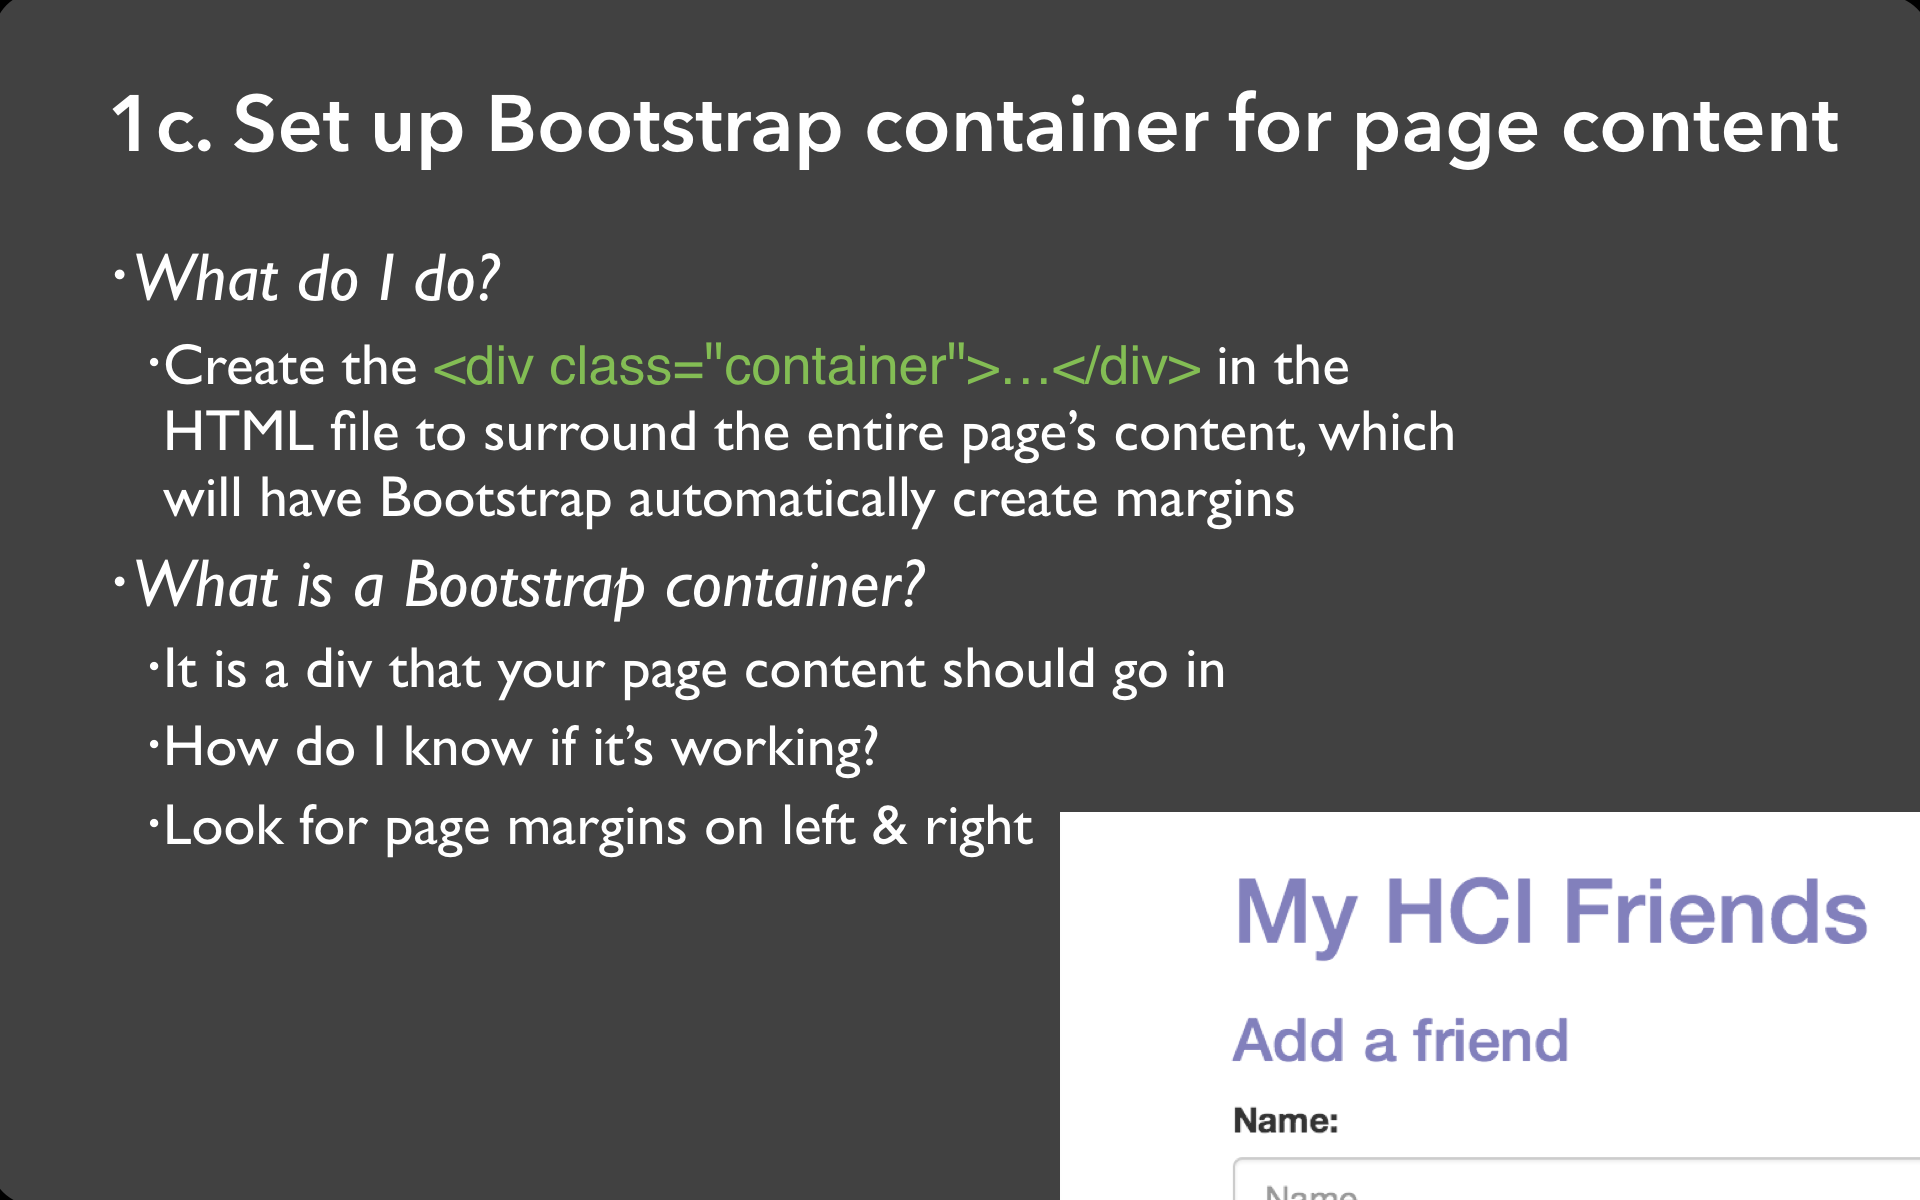 1c. Set up Bootstrap container for page content
•What do I do?
•Create the <div class="container">…</div> in the
HTML file to surround the entire page’s content, which
will have Bootstrap automatically create margins
•What is a Bootstrap container?
•It is a div that your page content should go in
•How do I know if it’s working?
•Look for page margins on left & right
My HCI Friends
Add a friend
Name:
Name